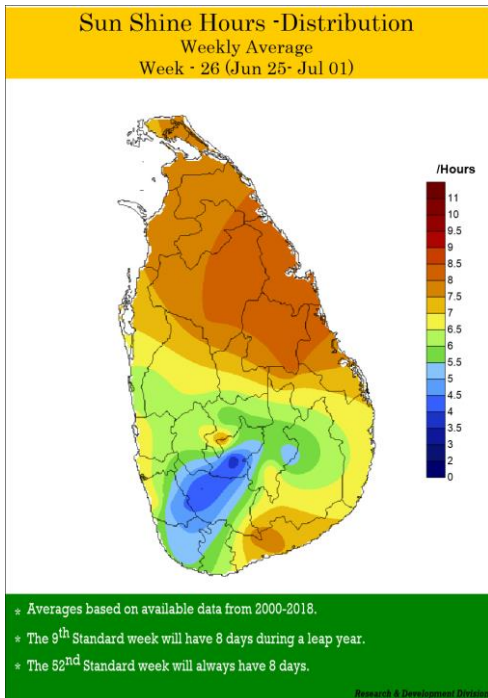 Sun Shine Hours -Distribution
Weekly Average
Week - 26 (Jun 25- Jul 01)
/Hours
11
10
9.5
9
8.5
8
7.5
7
6.5
6
5.5
5
4.5
4
3.5
3
2.5
2
0
* Averages based on available data from 2000-2018.
* The 9th Standard week will have 8 days during a leap year.
* The 52nd Standard week will always have 8 days.
Research & Development Division